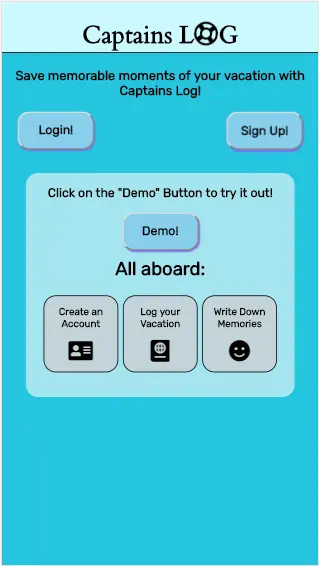 Captains LOG
Save memorable moments of your vacation with
Captains Log!
Login!
Sign Up!
Click on the "Demo" Button to try it out!
Demo!
All aboard:
Create an
Account
Log your
Vacation
Write Down
Memories